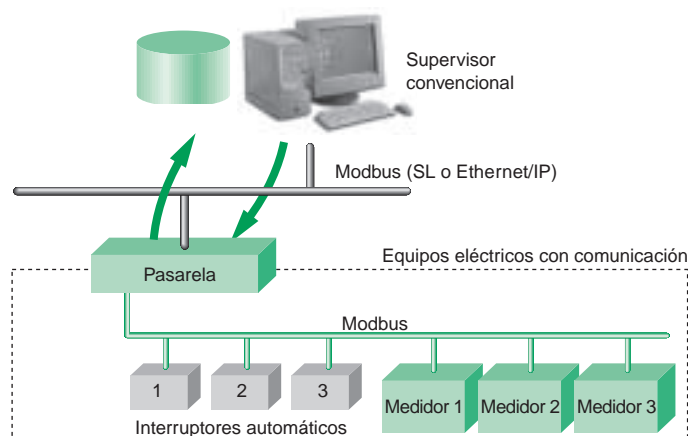 Supervisor
convencional
Modbus (SL o Ethernet/IP)
Equipos eléctricos con comunicación
Pasarela
Modbus
1
2
3
Medidor 1
Medidor 2
Medidor 3
Interruptores automáticos